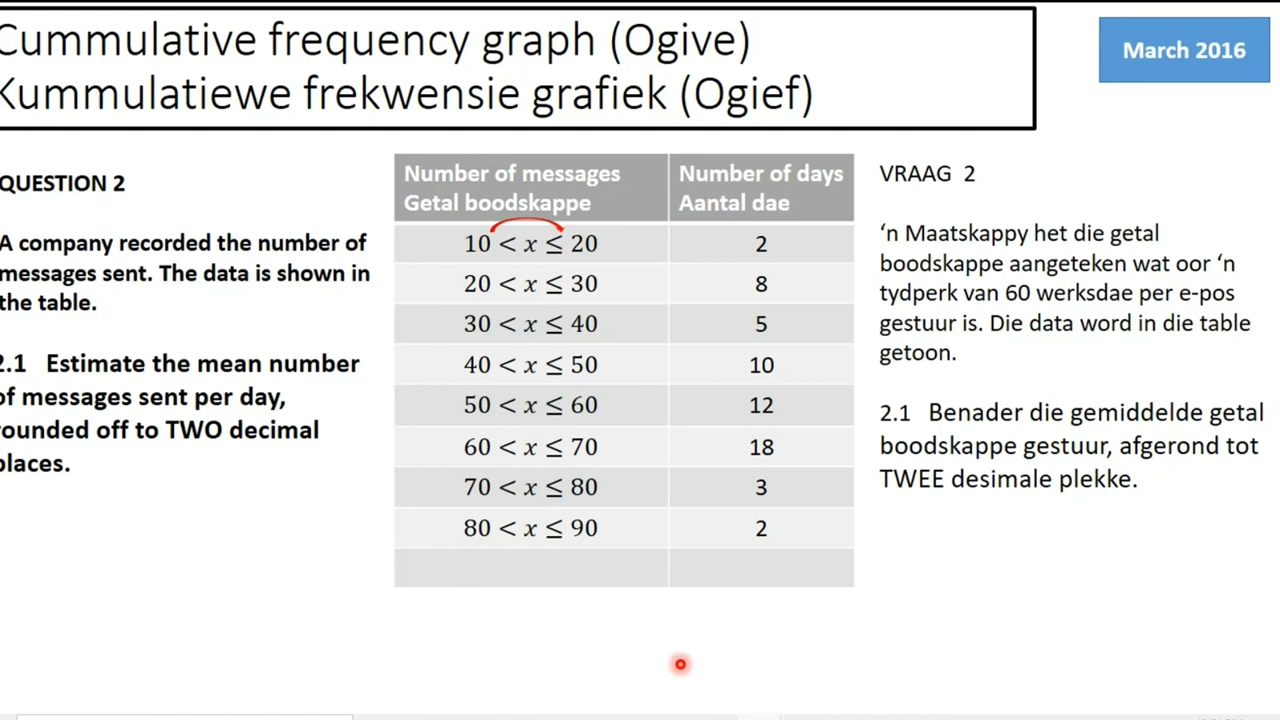 Cummulative frequency graph (Ogive)
Kummulatiewe frekwensie grafiek (Ogief)
March 2016
QUESTION 2
A company recorded the number of
messages sent. The data is shown in
the table.
2.1 Estimate the mean number
of messages sent per day,
rounded off to TWO decimal
places.
Number of messages
Getal boodskappe
Number of days
Aantal dae
10 < x ≤ 20 2
20 < x ≤ 30 8
30 < x ≤ 40 5
40 < x ≤ 50 10
50 < x ≤ 60 12
60 < x ≤ 70 18
70 < x ≤ 80 3
80 < x ≤ 90 2
VRAAG 2
‘n Maatskappy het die getal
boodskappe aangeteken wat oor ‘n
tydperk van 60 werksdae per e-pos
gestuur is. Die data word in die table
getoon.
2.1 Benader die gemiddelde getal
boodskappe gestuur, afgerond tot
TWEE desimale plekke.